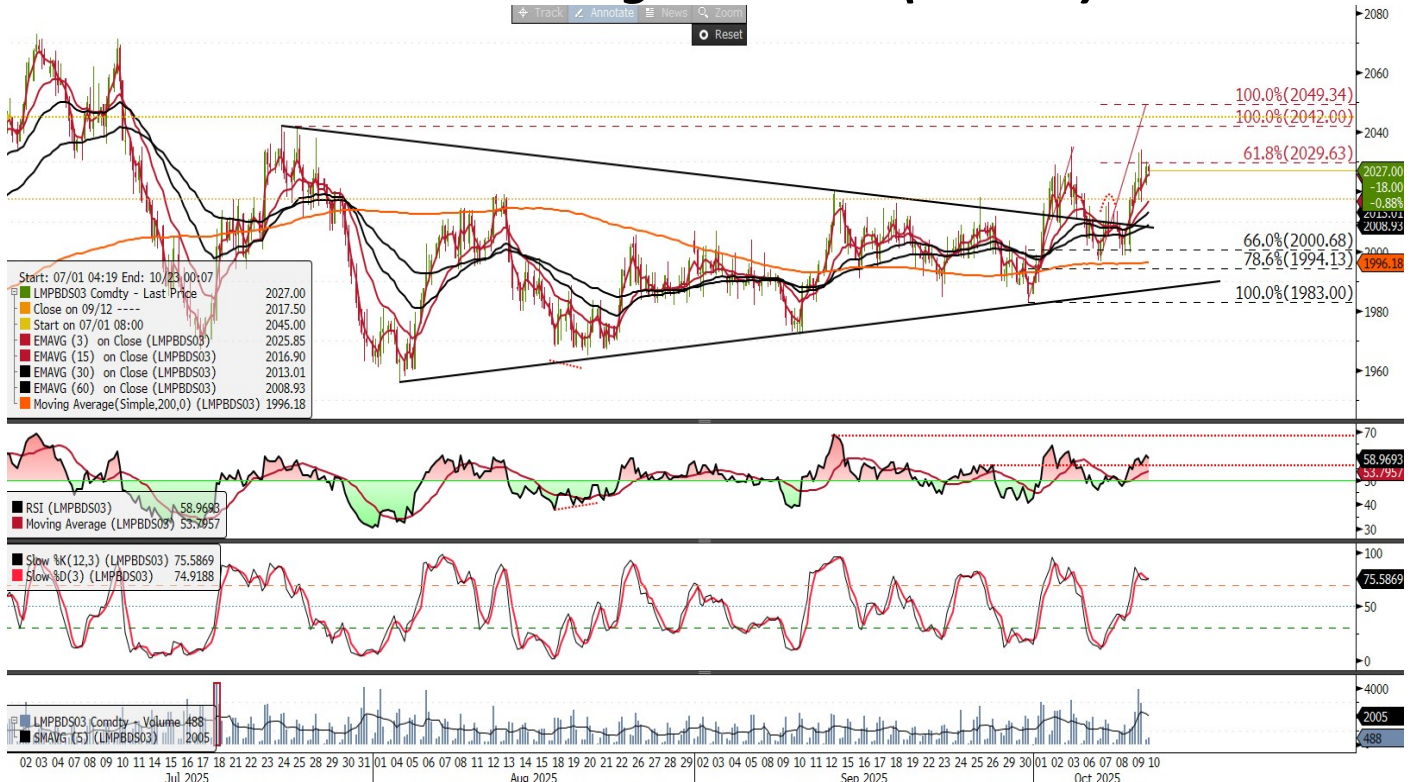 Track Annotate News Zoom
Reset
2080
2060
2040
2000
1980
1960
100.0%(2049.34)
100.0%(2042.00)
61.8%(2029.63)
66.0%(2000.68)
78.6%(1994.13)
100.0%(1983.00)
2027.00
-18.00
-0.88%
2013.01
2008.93
1996.18
Start: 07/01 04:19 End: 10/23 00:07
LMPBDS03 Comdty - Last Price 2027.00
Close on 09/12 ---- 2017.50
Start on 07/01 08:00 2045.00
EMAVG (3) on Close (LMPBDS03) 2025.85
EMAVG (15) on Close (LMPBDS03) 2016.90
EMAVG (30) on Close (LMPBDS03) 2013.01
EMAVG (60) on Close (LMPBDS03) 2008.93
Moving Average(Simple,200,0) (LMPBDS03) 1996.18
70
58.9693
53.7957
50
40
30
RSI (LMPBDS03) 58.9693
Moving Average (LMPBDS03) 53.7957
Slow %K(12,3) (LMPBDS03) 75.5869
Slow %D(3) (LMPBDS03) 74.9188
100
75.5869
50
0
LMPBDS03 Comdty - Volume 488
SMAVG (5) (LMPBDS03) 2005
4000
2005
488
02 03 04 07 08 09 10 11 14 15 16 17 18 21 22 23 24 25 28 29 30 31 01 04 05 06 07 08 11 12 13 14 15 18 19 20 21 22 26 27 28 29 02 03 04 05 08 09 10 11 12 15 16 17 18 19 22 23 24 25 26 29 30 01 02 03 06 07 08 09 10
Jul 2025 Aug 2025 Sep 2025 Oct 2025